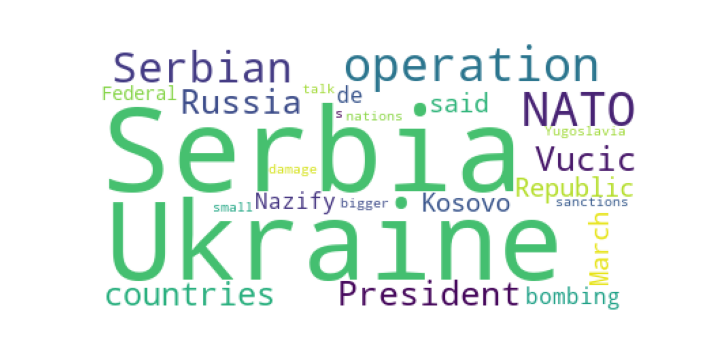 Serbian
operation
Federal
Russia
talk
de
said
NATO
s
nations
Yugoslavia
Serbia
damage
Vucic
Republic
small
Nazify
bigger
Kosovo
sanctions
Ukraine
March
countries
President
bombing